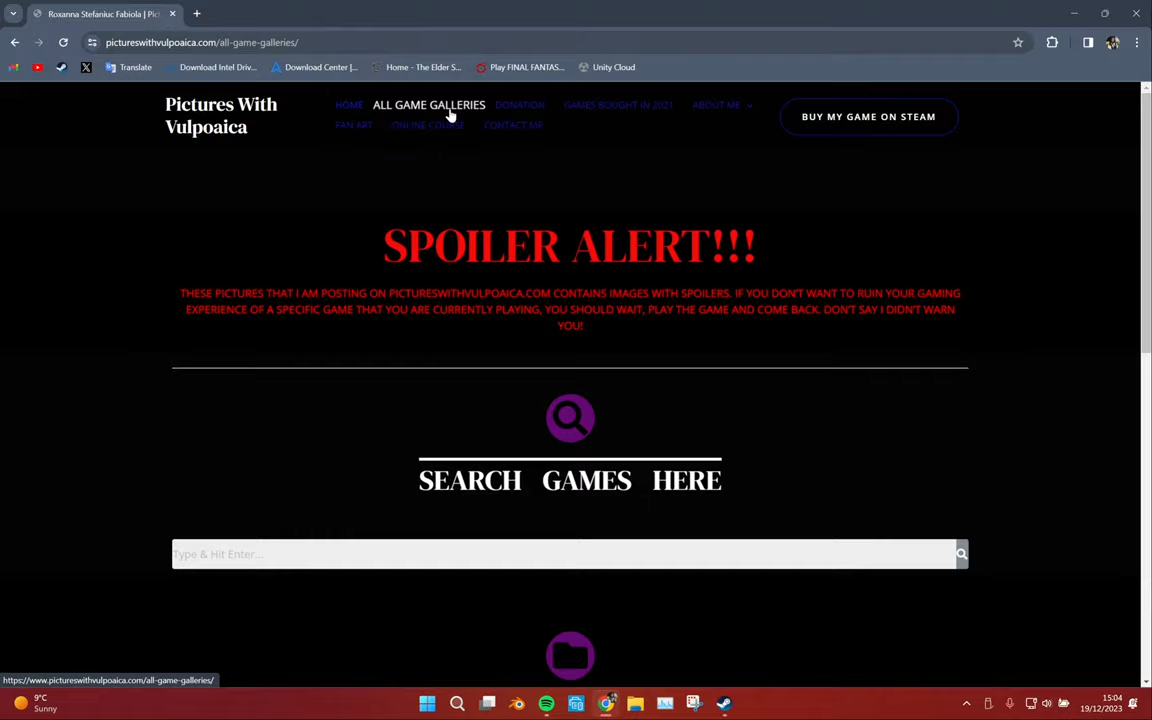 Roxanna Stefaniuc Fabiola | Pic
pictureswithvulpoaica.com/all-game-galleries/
Translate
Download Intel Driv...
Download Center |...
Home - The Elder S...
Play FINAL FANTAS...
Unity Cloud
Pictures With
Vulpoaica
HOME ALL GAME GALLERIES DONATION GAMES BOUGHT IN 2021 ABOUT ME
FAN ART ONLINE COURSE CONTACT ME
BUY MY GAME ON STEAM
SPOILER ALERT!!!
THESE PICTURES THAT I AM POSTING ON PICTURESWITHVULPOAICA.COM CONTAINS IMAGES WITH SPOILERS. IF YOU DON'T WANT TO RUIN YOUR GAMING
EXPERIENCE OF A SPECIFIC GAME THAT YOU ARE CURRENTLY PLAYING, YOU SHOULD WAIT, PLAY THE GAME AND COME BACK. DON'T SAY I DIDN'T WARN
YOU!
SEARCH GAMES HERE
Type & Hit Enter...
https://www.pictureswithvulpoaica.com/all-game-galleries/
9°C
Sunny
15:04
19/12/2023